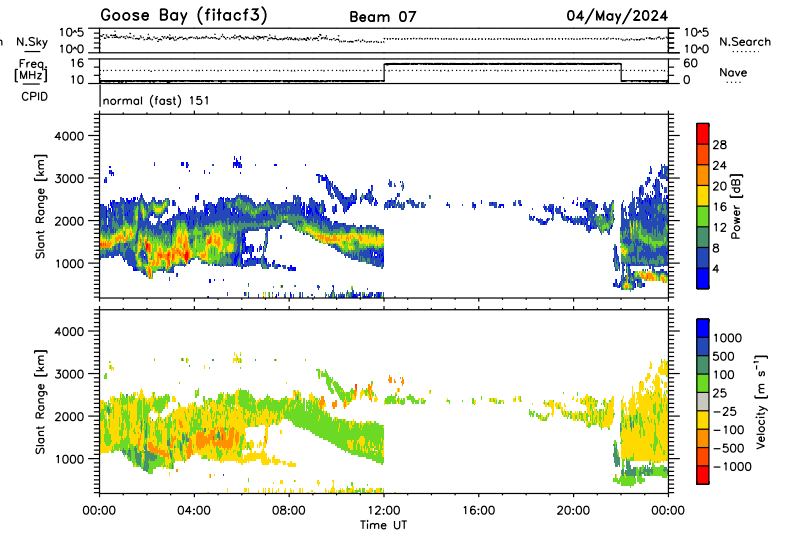 Goose Bay (fitacf3) Beam 07 04/May/2024
N.Sky 10^5 10^0 10^5 10^0 N.Search
Freq. [MHz] 16 10 60 0 Nave
CPID normal (fast) 151
Slant Range [km] 4000 3000 2000 1000
Power [dB] 28 24 20 16 12 8 4
Slant Range [km] 4000 3000 2000 1000
Velocity [m s⁻¹] 1000 500 100 25 −25 −100 −500 −1000
00:00 04:00 08:00 12:00 16:00 20:00 00:00
Time UT